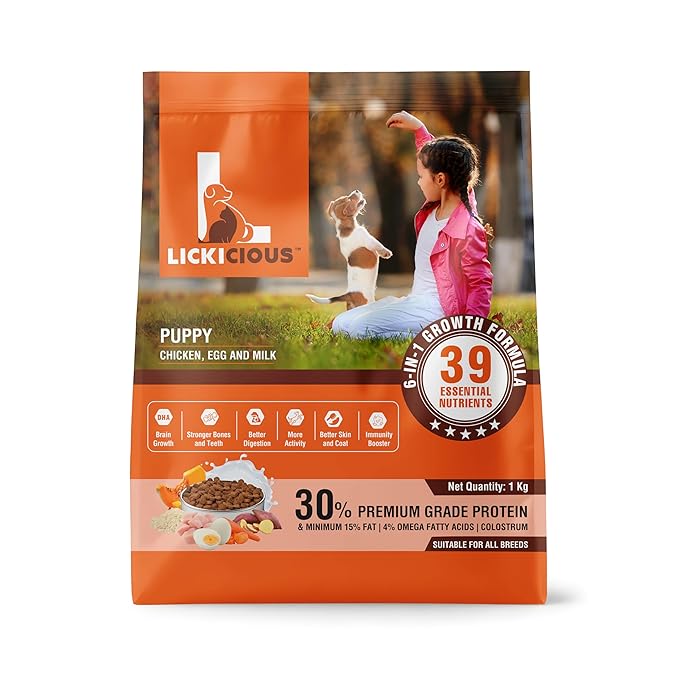 LICKICIOUS™
PUPPY
CHICKEN, EGG AND MILK
6-IN-1 GROWTH FORMULA
39
ESSENTIAL
NUTRIENTS
DHA
Brain
Growth
Stronger Bones
and Teeth
Better
Digestion
More
Activity
Better Skin
and Coat
Immunity
Booster
Net Quantity: 1 Kg
30% PREMIUM GRADE PROTEIN
& MINIMUM 15% FAT | 4% OMEGA FATTY ACIDS | COLOSTRUM
SUITABLE FOR ALL BREEDS